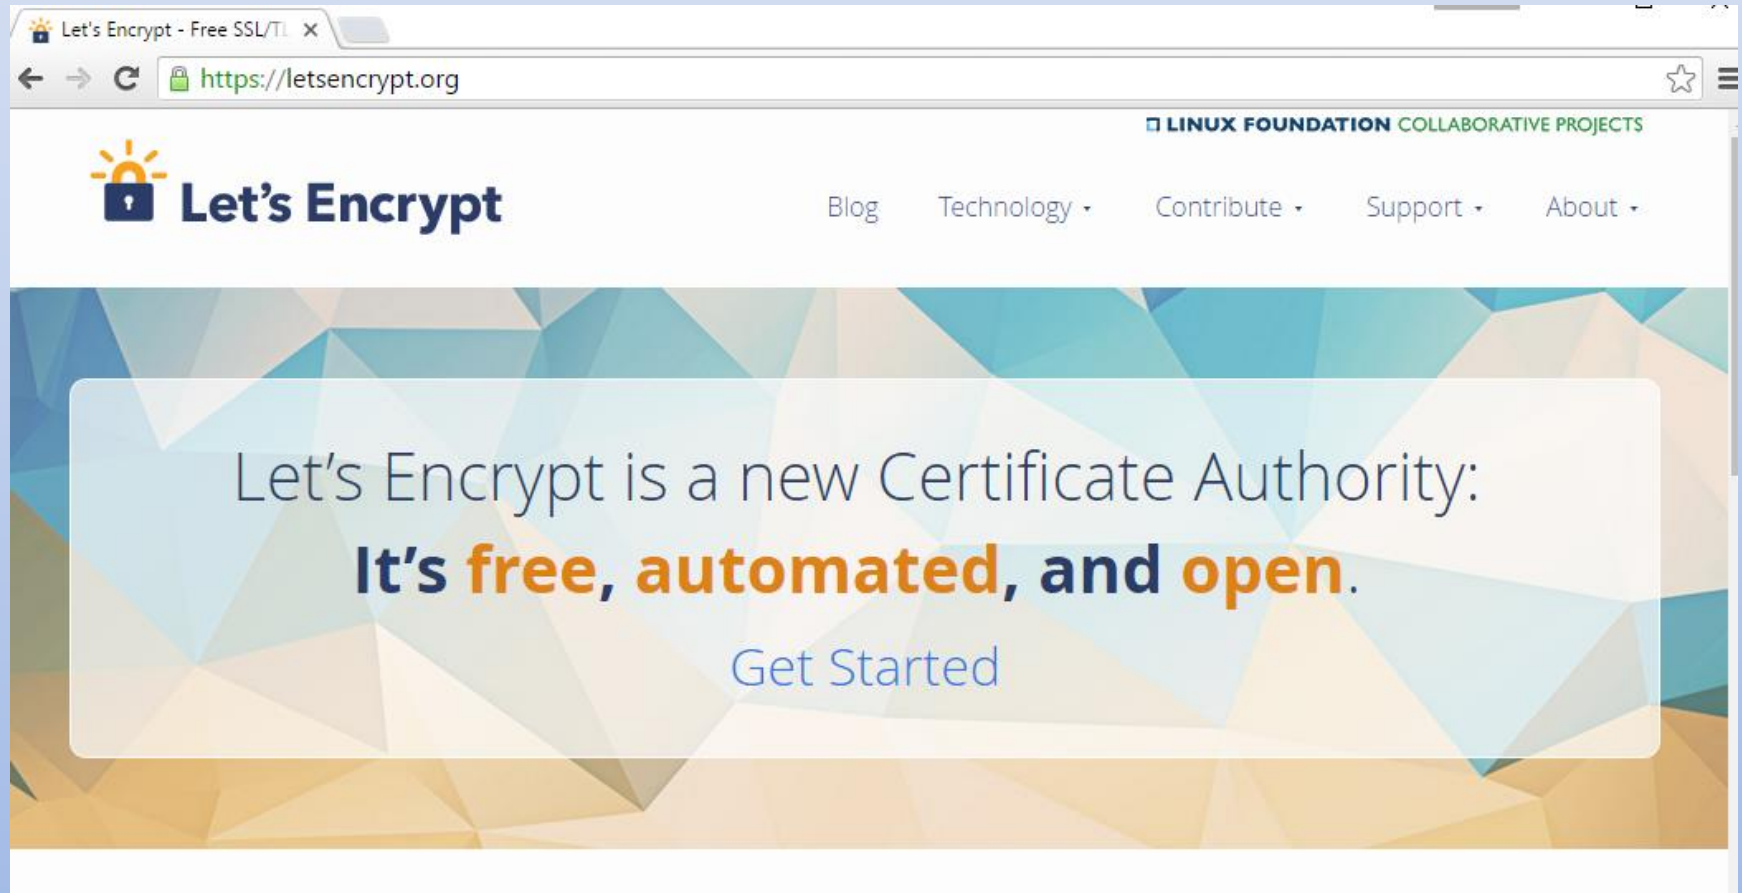 Let's Encrypt - Free SSL/TL
https://letsencrypt.org
LINUX FOUNDATION COLLABORATIVE PROJECTS
Let's Encrypt
Blog Technology Contribute Support About
Let's Encrypt is a new Certificate Authority:
It's free, automated, and open.
Get Started